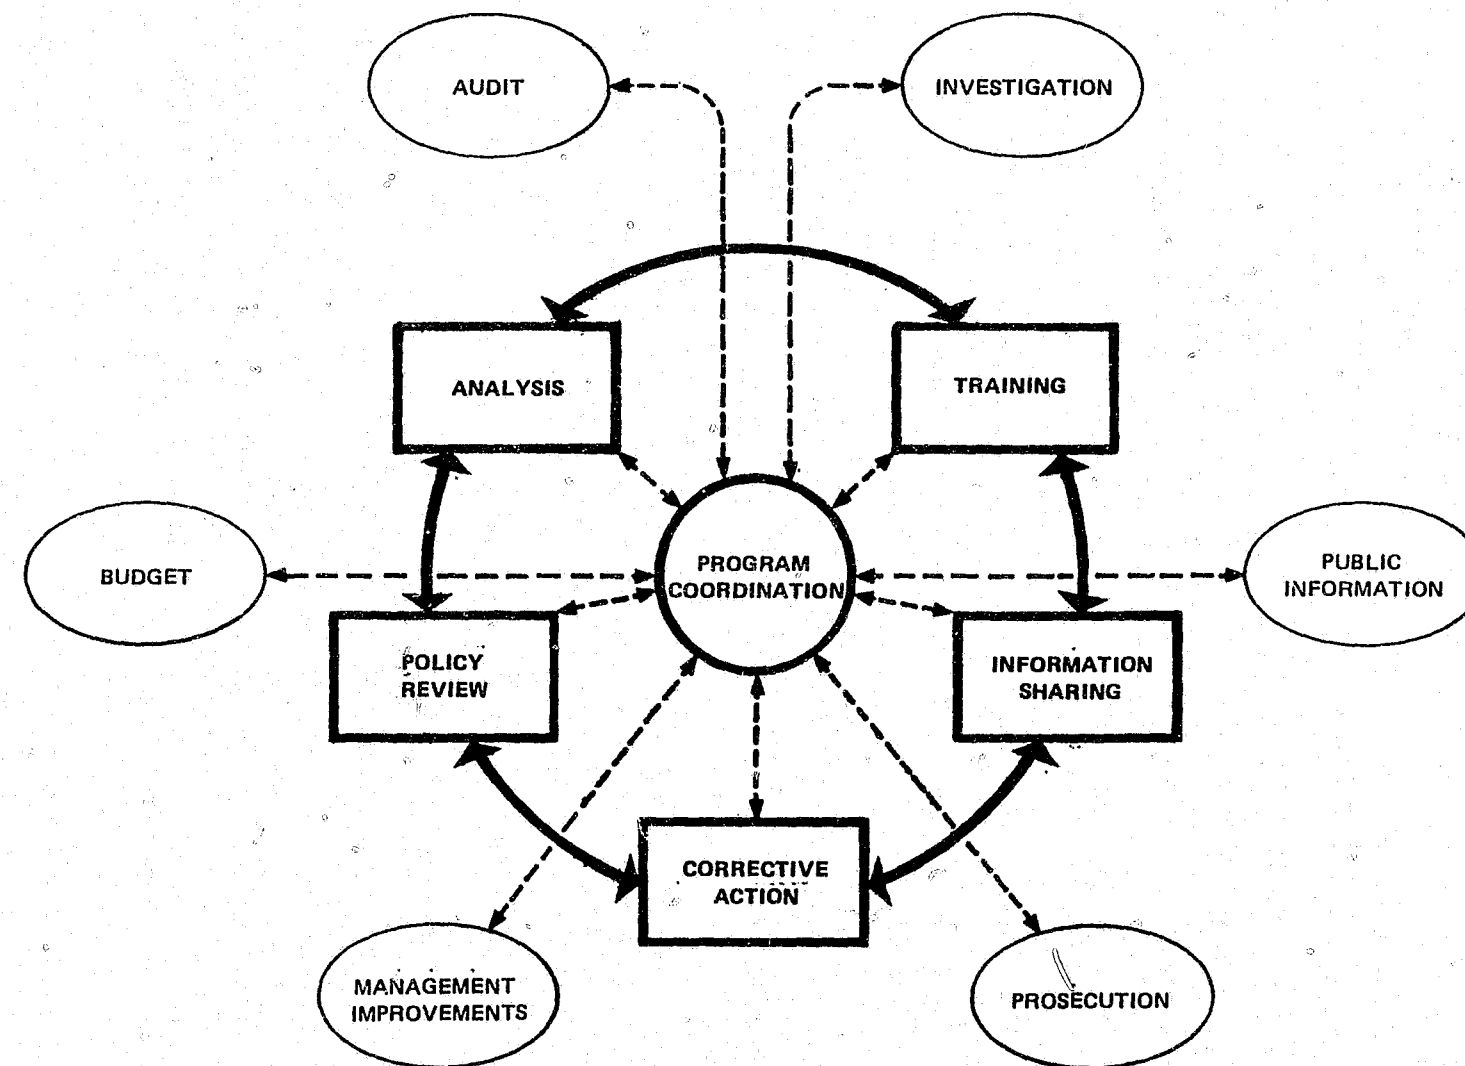 AUDIT
INVESTIGATION
ANALYSIS
TRAINING
BUDGET
PROGRAM
COORDINATION
PUBLIC
INFORMATION
POLICY
REVIEW
INFORMATION
SHARING
CORRECTIVE
ACTION
MANAGEMENT
IMPROVEMENTS
PROSECUTION